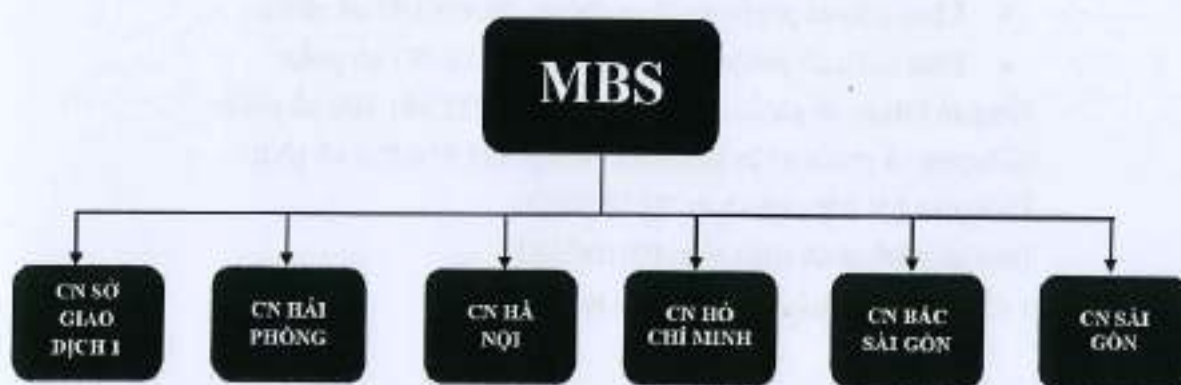 MBS
CN SỞ
GIAO
DỊCH 1
CN HẢI
PHÒNG
CN HÀ
NỘI
CN HỒ
CHÍ MINH
CN BẮC
SÀI GÒN
CN SÀI
GÒN